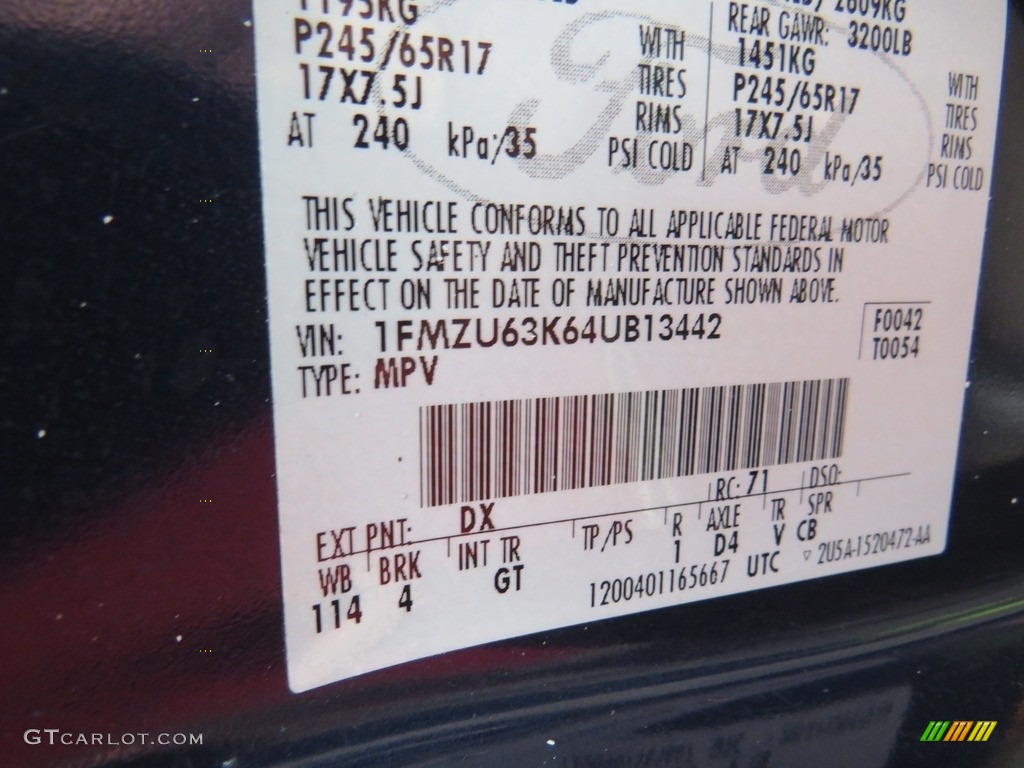 1195KG
2609KG
P245/65R17 WITH
17X7.5J TIRES
RIMS
AT 240 kPa/35 PSI COLD
REAR GAWR: 3200LB
1451KG WITH
P245/65R17 TIRES
17X7.5J RIMS
AT 240 kPa/35 PSI COLD
Ford
THIS VEHICLE CONFORMS TO ALL APPLICABLE FEDERAL MOTOR
VEHICLE SAFETY AND THEFT PREVENTION STANDARDS IN
EFFECT ON THE DATE OF MANUFACTURE SHOWN ABOVE.
VIN: 1FMZU63K64UB13442
F0042
TYPE: MPV
T0054
EXT PNT: DX RC: 71 DSO:
WB BRK INT TR TP/PS R AXLE TR SPR
114 4 GT 1 D4 V CB
1200401165667 UTC ▽ 2U5A-1520472-AA
GTCARLOT.COM